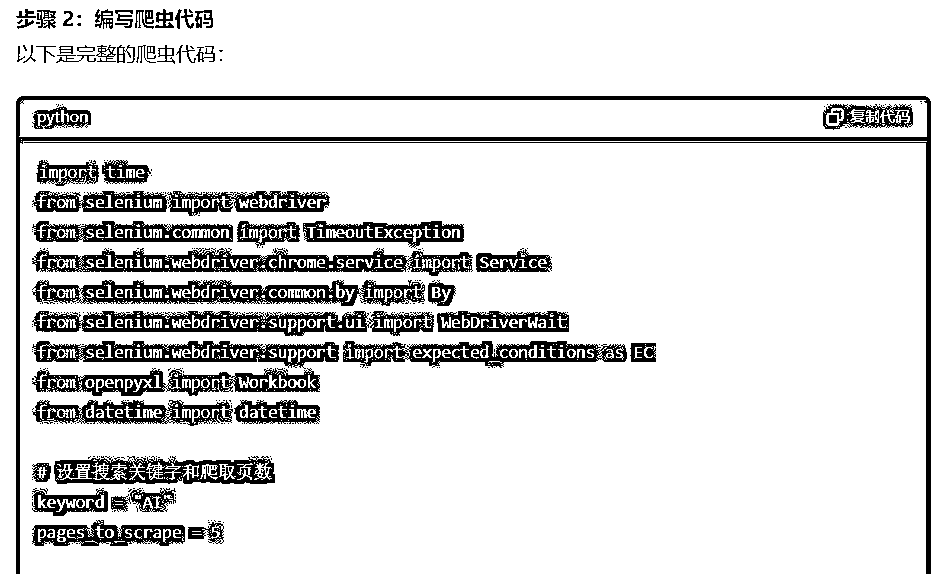 步骤 2：编写爬虫代码
以下是完整的爬虫代码：
python
复制代码
import time
from selenium import webdriver
from selenium.common import TimeoutException
from selenium.webdriver.chrome.service import Service
from selenium.webdriver.common.by import By
from selenium.webdriver.support.ui import WebDriverWait
from selenium.webdriver.support import expected_conditions as EC
from openpyxl import Workbook
from datetime import datetime
# 设置搜索关键字和爬取页数
keyword = "AI"
pages_to_scrape = 5